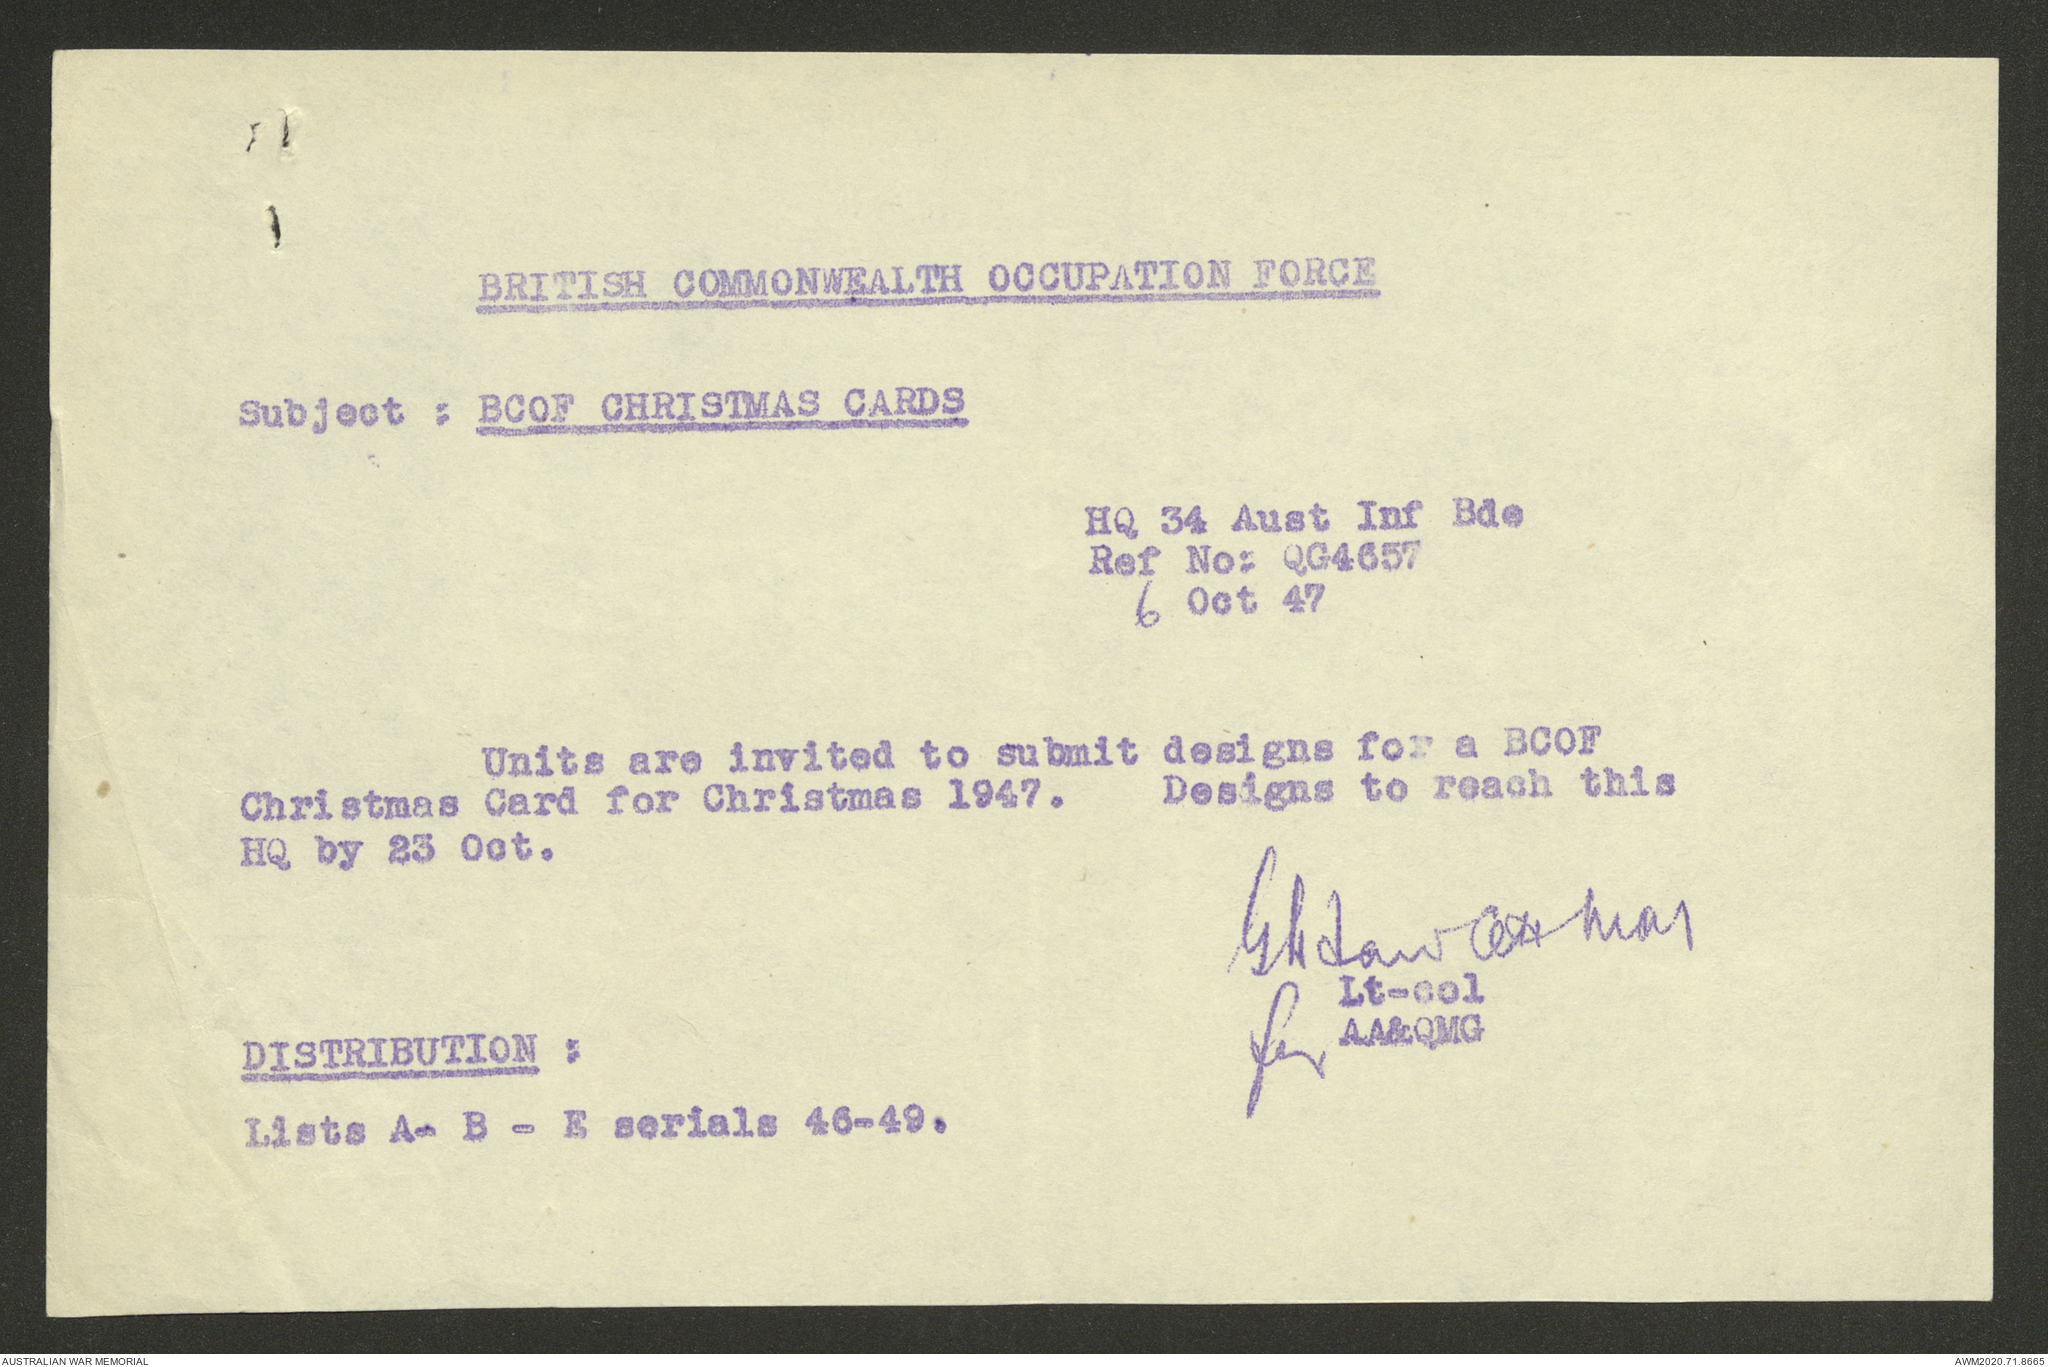 BRITISH COMMONWEALTH OCCUPATION FORCE
Subject : BCOF CHRISTMAS CARDS
HQ 34 Aust Inf Bde
Ref No: QG4657
6 Oct 47
Units are invited to submit designs for a BCOF
Christmas Card for Christmas 1947. Designs to reach this
HQ by 23 Oct.
Lt-col
for AA&QMG
DISTRIBUTION :
Lists A- B - E serials 46-49.
AUSTRALIAN WAR MEMORIAL
AWM2020.71.8665